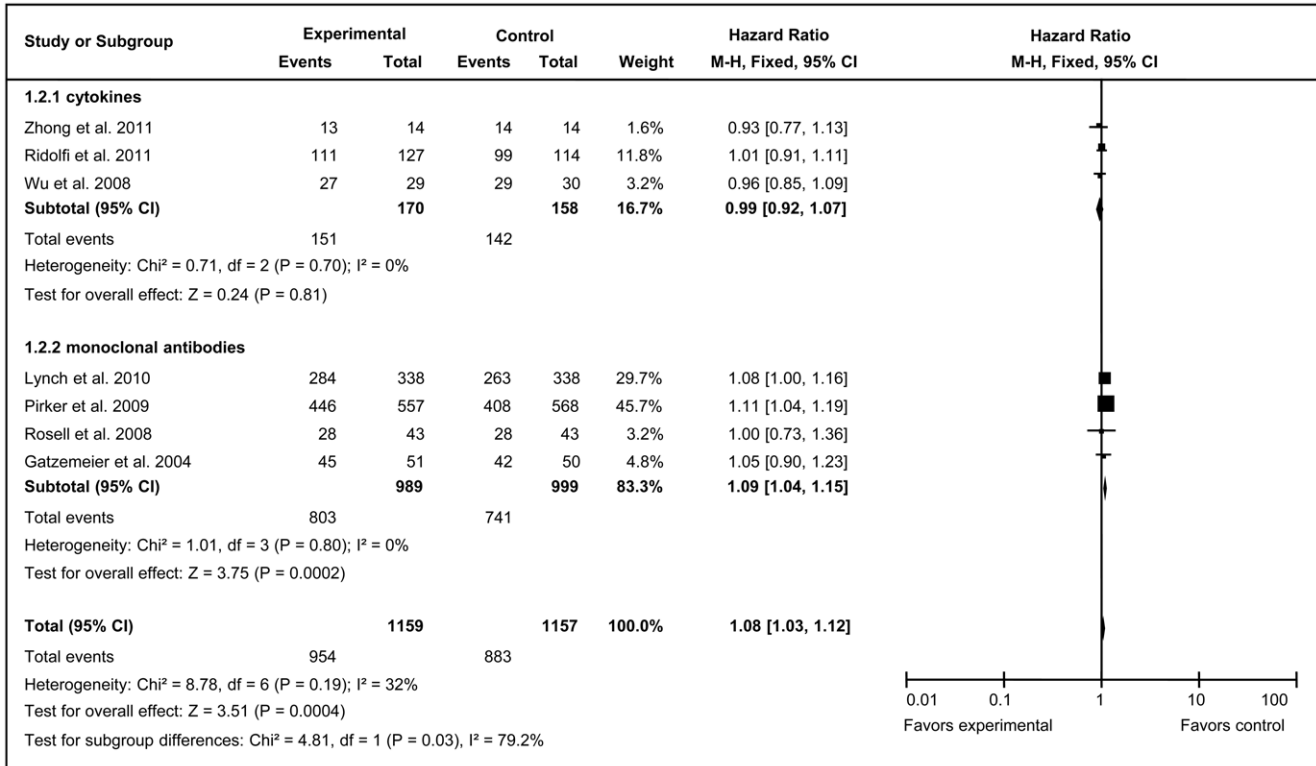 Study or Subgroup Experimental Control Hazard Ratio Hazard Ratio
Events Total Events Total Weight M-H, Fixed, 95% CI M-H, Fixed, 95% CI
1.2.1 cytokines
Zhong et al. 2011 13 14 14 14 1.6% 0.93 [0.77, 1.13]
Ridolfi et al. 2011 111 127 99 114 11.8% 1.01 [0.91, 1.11]
Wu et al. 2008 27 29 29 30 3.2% 0.96 [0.85, 1.09]
Subtotal (95% CI) 170 158 16.7% 0.99 [0.92, 1.07]
Total events 151 142
Heterogeneity: Chi² = 0.71, df = 2 (P = 0.70); I² = 0%
Test for overall effect: Z = 0.24 (P = 0.81)
1.2.2 monoclonal antibodies
Lynch et al. 2010 284 338 263 338 29.7% 1.08 [1.00, 1.16]
Pirker et al. 2009 446 557 408 568 45.7% 1.11 [1.04, 1.19]
Rosell et al. 2008 28 43 28 43 3.2% 1.00 [0.73, 1.36]
Gatzemeier et al. 2004 45 51 42 50 4.8% 1.05 [0.90, 1.23]
Subtotal (95% CI) 989 999 83.3% 1.09 [1.04, 1.15]
Total events 803 741
Heterogeneity: Chi² = 1.01, df = 3 (P = 0.80); I² = 0%
Test for overall effect: Z = 3.75 (P = 0.0002)
Total (95% CI) 1159 1157 100.0% 1.08 [1.03, 1.12]
Total events 954 883
Heterogeneity: Chi² = 8.78, df = 6 (P = 0.19); I² = 32%
Test for overall effect: Z = 3.51 (P = 0.0004)
Test for subgroup differences: Chi² = 4.81, df = 1 (P = 0.03), I² = 79.2%
0.01 0.1 1 10 100
Favors experimental Favors control